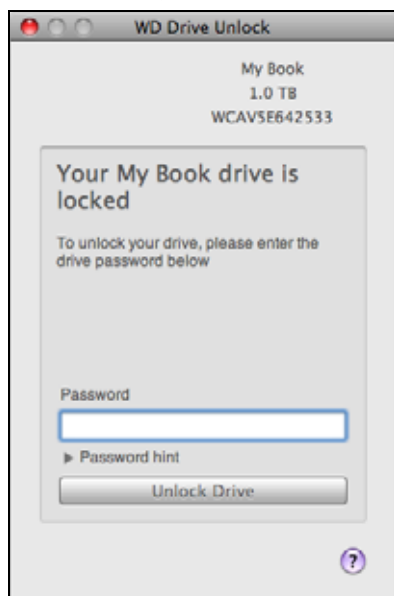 WD Drive Unlock
My Book
1.0 TB
WCAV5E642533
Your My Book drive is
locked
To unlock your drive, please enter the
drive password below
Password
Password hint
Unlock Drive
?